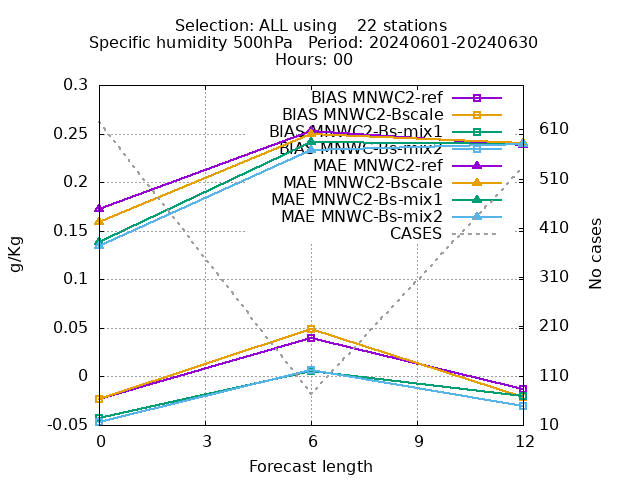 Selection: ALL using 22 stations
Specific humidity 500hPa Period: 20240601-20240630
Hours: 00
BIAS MNWC2-ref
BIAS MNWC2-Bscale
BIAS MNWC2-Bs-mix1
BIAS MNWC-Bs-mix2
MAE MNWC2-ref
MAE MNWC2-Bscale
MAE MNWC2-Bs-mix1
MAE MNWC-Bs-mix2
CASES
0.3
0.25
0.2
0.15
0.1
0.05
0
-0.05
g/Kg
610
510
410
310
210
110
10
No cases
0 3 6 9 12
Forecast length